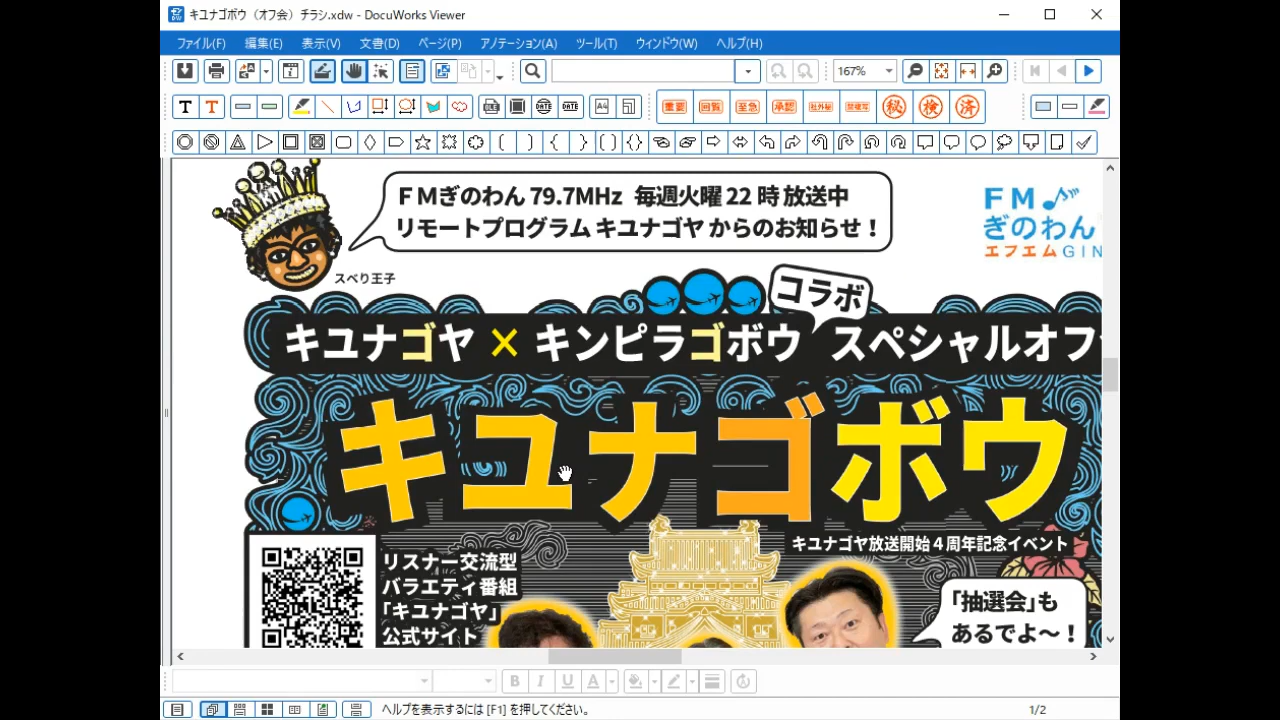 キユナゴボウ（オフ会）チラシ.xdw - DocuWorks Viewer
ファイル(F) 編集(E) 表示(V) 文書(D) ページ(P) アノテーション(A) ツール(T) ウィンドウ(W) ヘルプ(H)
167%
T T DATE DATE A4 重要 回覧 至急 承認 社外秘 禁複写 秘 検 済
ＦＭぎのわん 79.7MHz 毎週火曜 22 時 放送中
リモートプログラム キユナゴヤ からのお知らせ！
スベり王子
ＦＭ
ぎのわん
エフエムGIN
コラボ
キユナゴヤ × キンピラゴボウ スペシャルオフ
キユナゴボウ
キユナゴヤ放送開始４周年記念イベント
リスナー交流型
バラエティ番組
「キユナゴヤ」
公式サイト
「抽選会」も
あるでよ〜！
B I U A
ヘルプを表示するには [F1] を押してください。
1/2